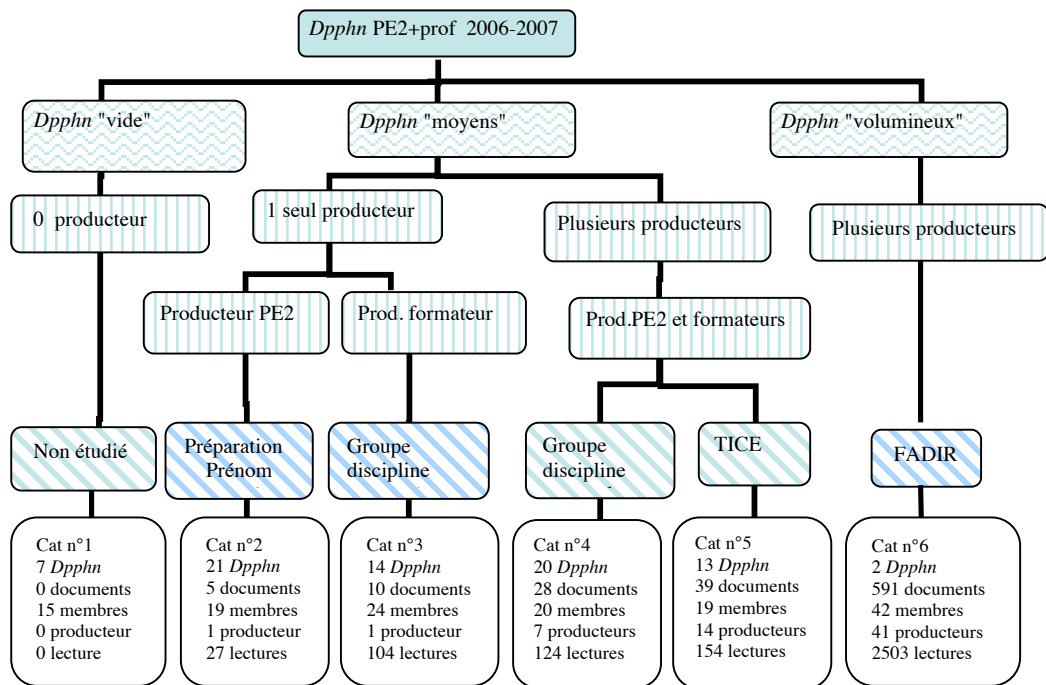 Dpphn PE2+prof 2006-2007
Dpphn "vide"
Dpphn "moyens"
Dpphn "volumineux"
0 producteur
1 seul producteur
Plusieurs producteurs
Plusieurs producteurs
Producteur PE2
Prod. formateur
Prod.PE2 et formateurs
Non étudié
Préparation
Prénom
Groupe
discipline
Groupe
discipline
TICE
FADIR
Cat n°1
7 Dpphn
0 documents
15 membres
0 producteur
0 lecture
Cat n°2
21 Dpphn
5 documents
19 membres
1 producteur
27 lectures
Cat n°3
14 Dpphn
10 documents
24 membres
1 producteur
104 lectures
Cat n°4
20 Dpphn
28 documents
20 membres
7 producteurs
124 lectures
Cat n°5
13 Dpphn
39 documents
19 membres
14 producteurs
154 lectures
Cat n°6
2 Dpphn
591 documents
42 membres
41 producteurs
2503 lectures